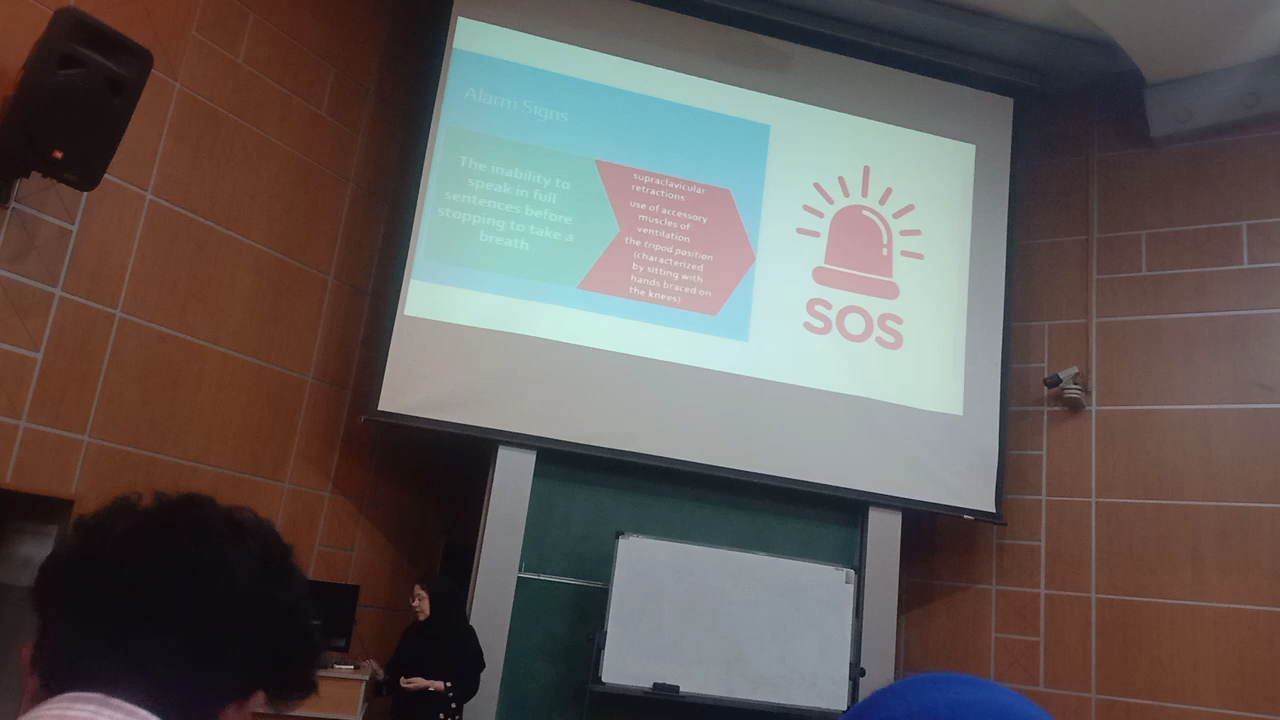 Alarm Signs
The inability to
speak in full
sentences before
stopping to take a
breath
supraclavicular
retractions
use of accessory
muscles of
ventilation
the tripod position
(characterized
by sitting with
hands braced on
the knees)
SOS